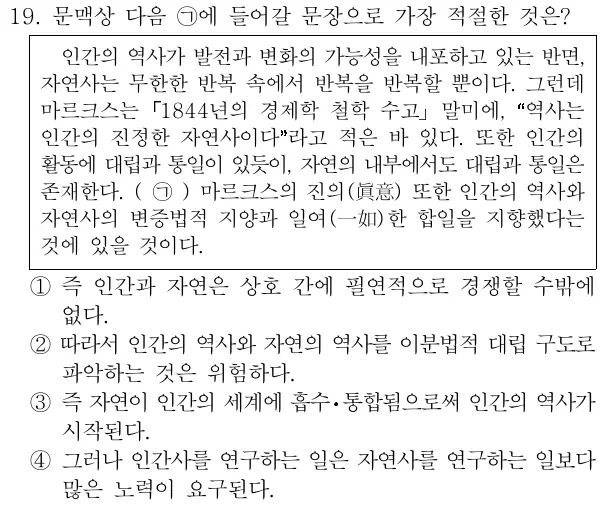 19. 문맥상 다음 ㉠에 들어갈 문장으로 가장 적절한 것은?
인간의 역사가 발전과 변화의 가능성을 내포하고 있는 반면,
자연사는 무한한 반복 속에서 반복을 반복할 뿐이다. 그런데
마르크스는「1844년의 경제학 철학 수고」말미에, “역사는
인간의 진정한 자연사이다”라고 적은 바 있다. 또한 인간의
활동에 대립과 통일이 있듯이, 자연의 내부에서도 대립과 통일은
존재한다. ( ㉠ ) 마르크스의 진의(眞意) 또한 인간의 역사와
자연사의 변증법적 지양과 일여(一如)한 합일을 지향했다는
것에 있을 것이다.
① 즉 인간과 자연은 상호 간에 필연적으로 경쟁할 수밖에
없다.
② 따라서 인간의 역사와 자연의 역사를 이분법적 대립 구도로
파악하는 것은 위험하다.
③ 즉 자연이 인간의 세계에 흡수·통합됨으로써 인간의 역사가
시작된다.
④ 그러나 인간사를 연구하는 일은 자연사를 연구하는 일보다
많은 노력이 요구된다.